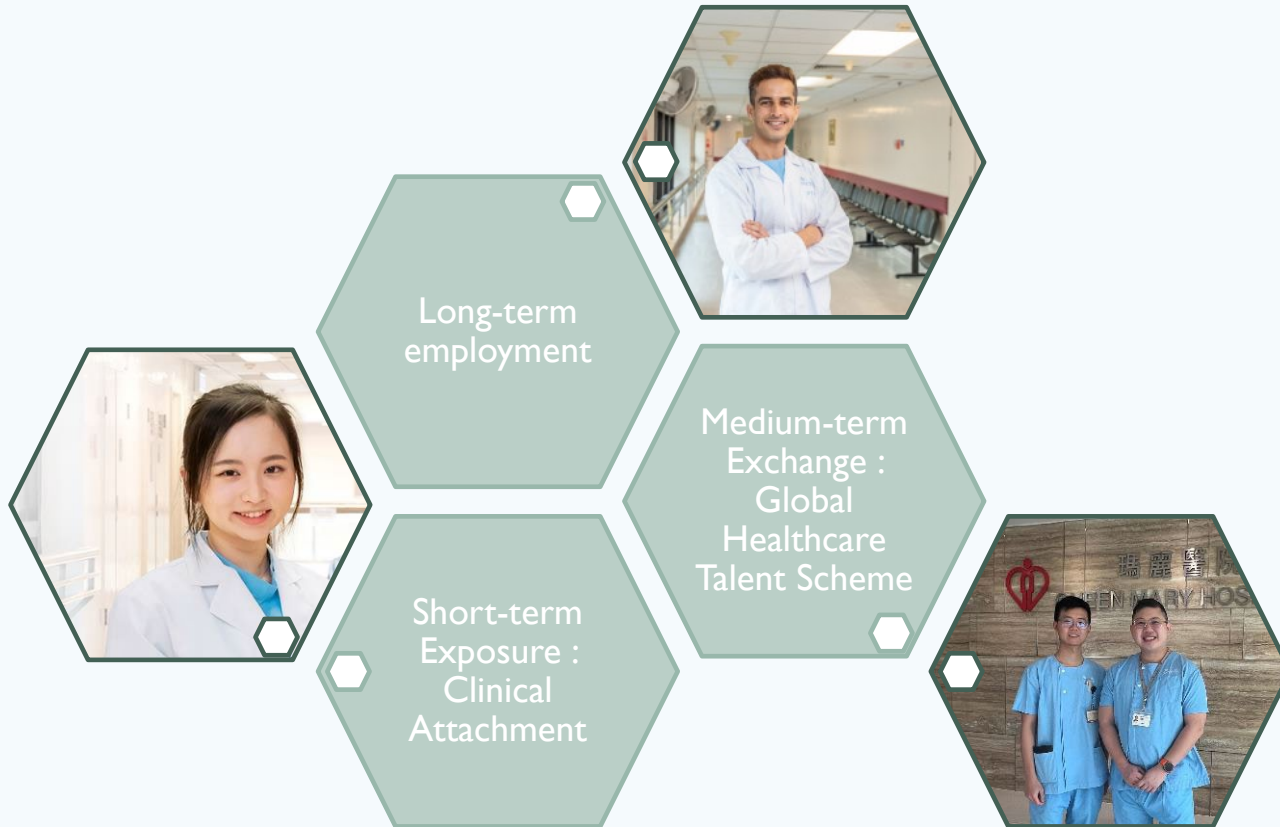 Long-term
employment
Medium-term
Exchange :
Global
Healthcare
Talent Scheme
Short-term
Exposure :
Clinical
Attachment
瑪麗醫院
MARY